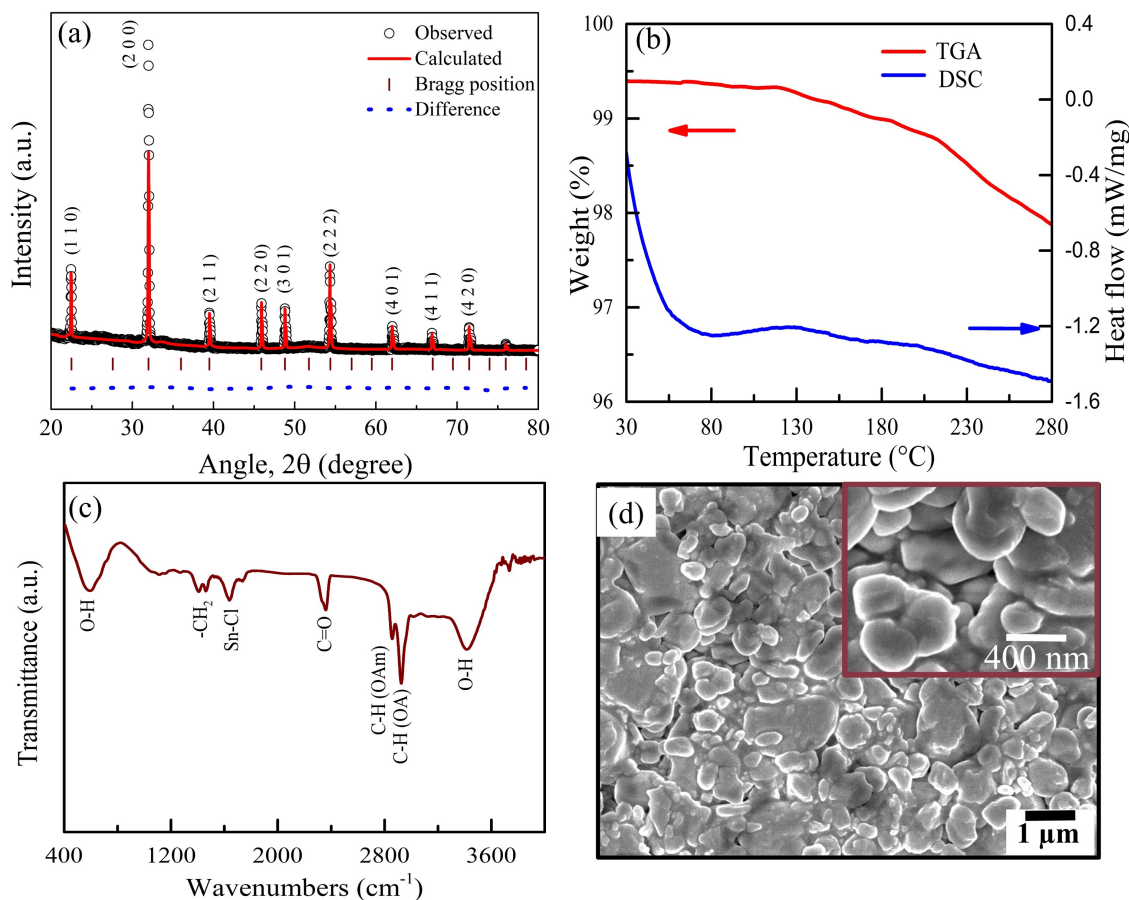 (a)
Observed
Calculated
Bragg position
Difference
(1 1 0)
(2 0 0)
(2 1 1)
(2 2 0)
(3 0 1)
(2 2 2)
(4 0 1)
(4 1 1)
(4 2 0)
Intensity (a.u.)
20 30 40 50 60 70 80
Angle, 2θ (degree)
(b)
TGA
DSC
100
99
98
97
96
Weight (%)
0.4
0.0
-0.4
-0.8
-1.2
-1.6
Heat flow (mW/mg)
30 80 130 180 230 280
Temperature (°C)
(c)
O-H
-CH₂
Sn-Cl
C=O
C-H (OAm)
C-H (OA)
O-H
Transmittance (a.u.)
400 1200 2000 2800 3600
Wavenumbers (cm⁻¹)
(d)
400 nm
1 µm